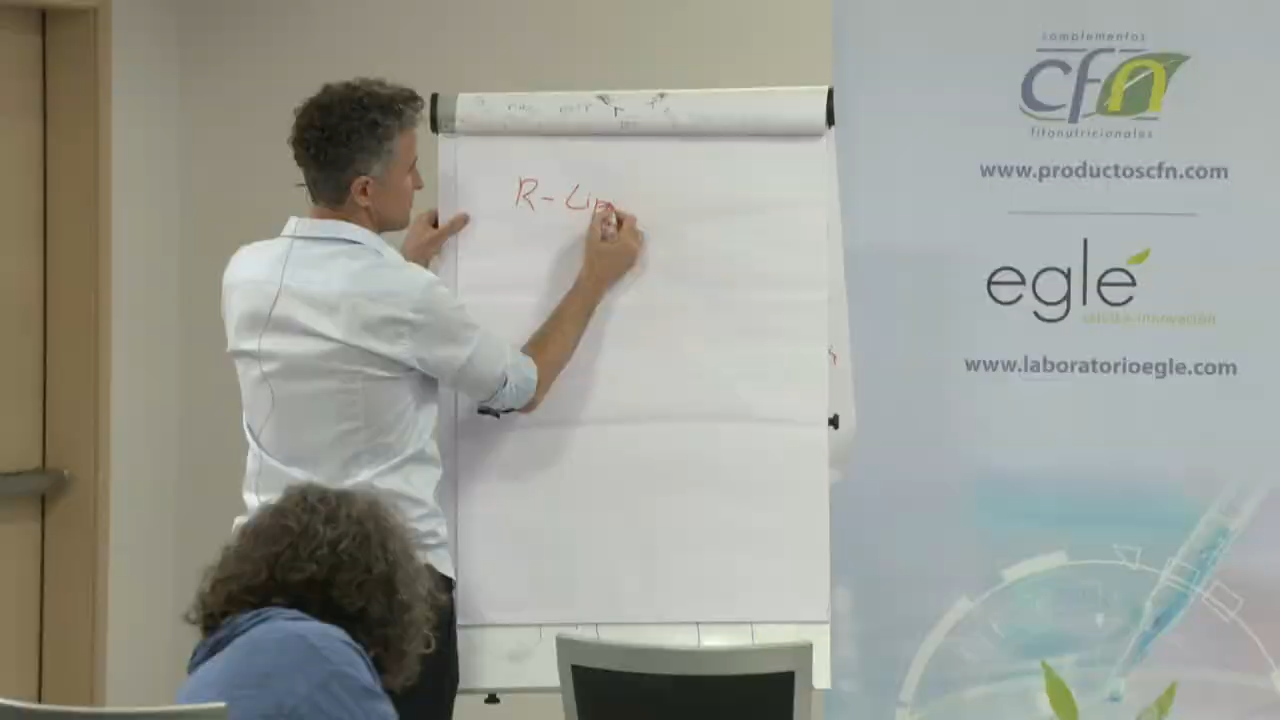 R-Lip
complementos
cfn
fitonutricionales
www.productoscfn.com
eglé
www.laboratorioegle.com